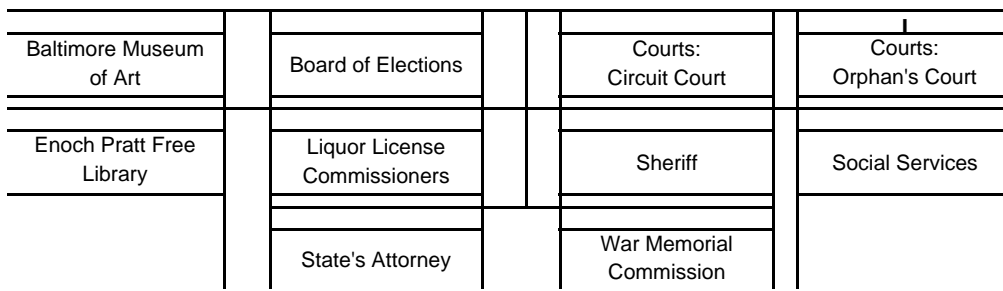 Baltimore Museum
of Art
Board of Elections
Courts:
Circuit Court
Courts:
Orphan's Court
Enoch Pratt Free
Library
Liquor License
Commissioners
Sheriff
Social Services
State's Attorney
War Memorial
Commission